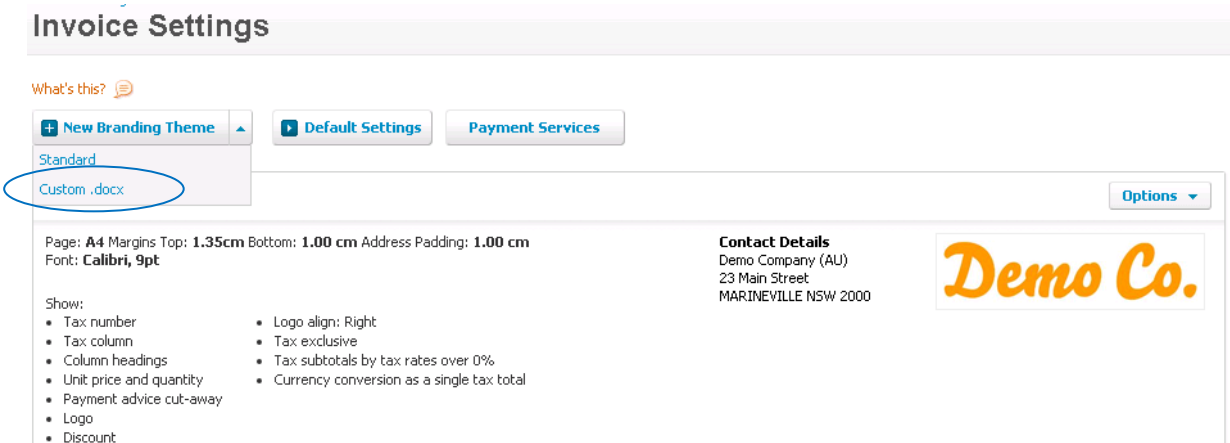 Invoice Settings
What's this?
New Branding Theme
Default Settings
Payment Services
Standard
Custom .docx
Options
Page: A4 Margins Top: 1.35cm Bottom: 1.00 cm Address Padding: 1.00 cm
Font: Calibri, 9pt
Show:
• Tax number
• Tax column
• Column headings
• Unit price and quantity
• Payment advice cut-away
• Logo
• Discount
• Logo align: Right
• Tax exclusive
• Tax subtotals by tax rates over 0%
• Currency conversion as a single tax total
Contact Details
Demo Company (AU)
23 Main Street
MARINEVILLE NSW 2000
Demo Co.